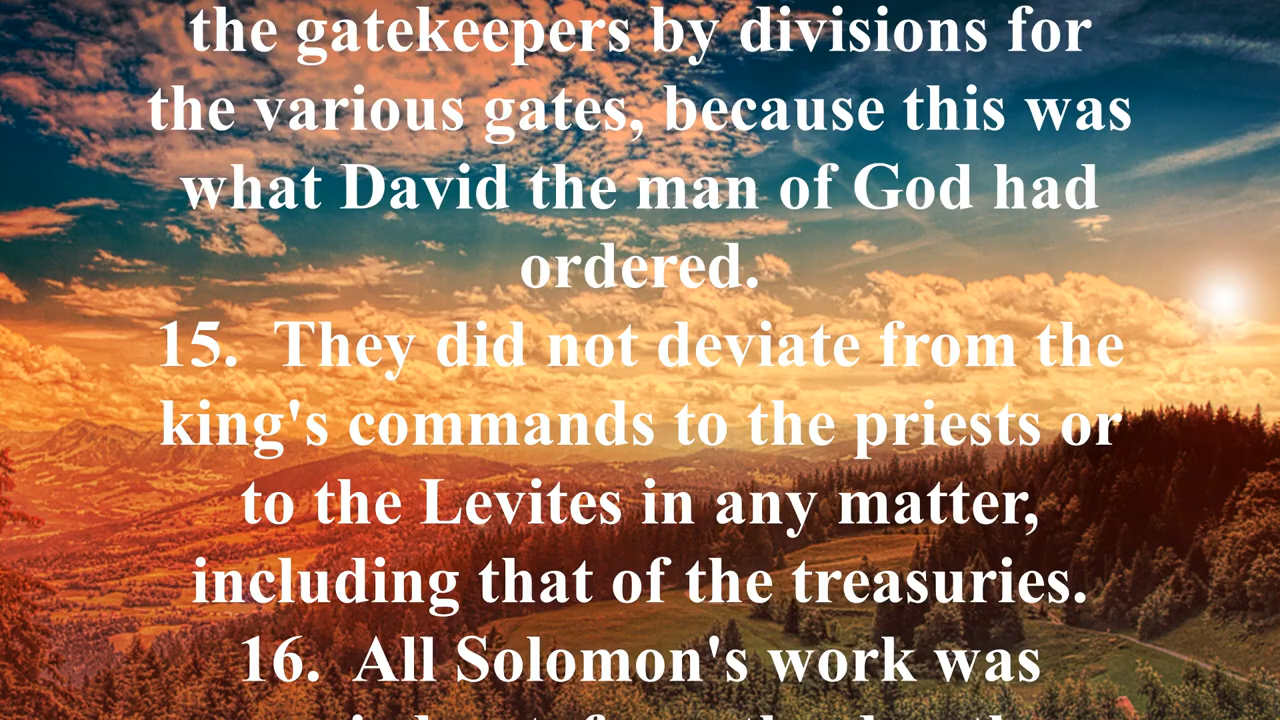 the gatekeepers by divisions for
the various gates, because this was
what David the man of God had
ordered.
15. They did not deviate from the
king's commands to the priests or
to the Levites in any matter,
including that of the treasuries.
16. All Solomon's work was